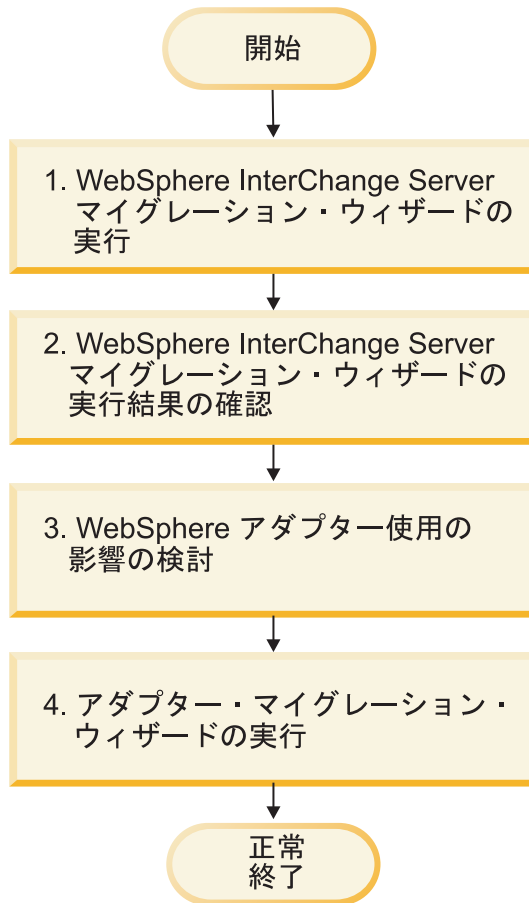 開始
1. WebSphere InterChange Server
マイグレーション・ウィザードの
実行
2. WebSphere InterChange Server
マイグレーション・ウィザードの
実行結果の確認
3. WebSphere アダプター使用の
影響の検討
4. アダプター・マイグレーション・
ウィザードの実行
正常
終了